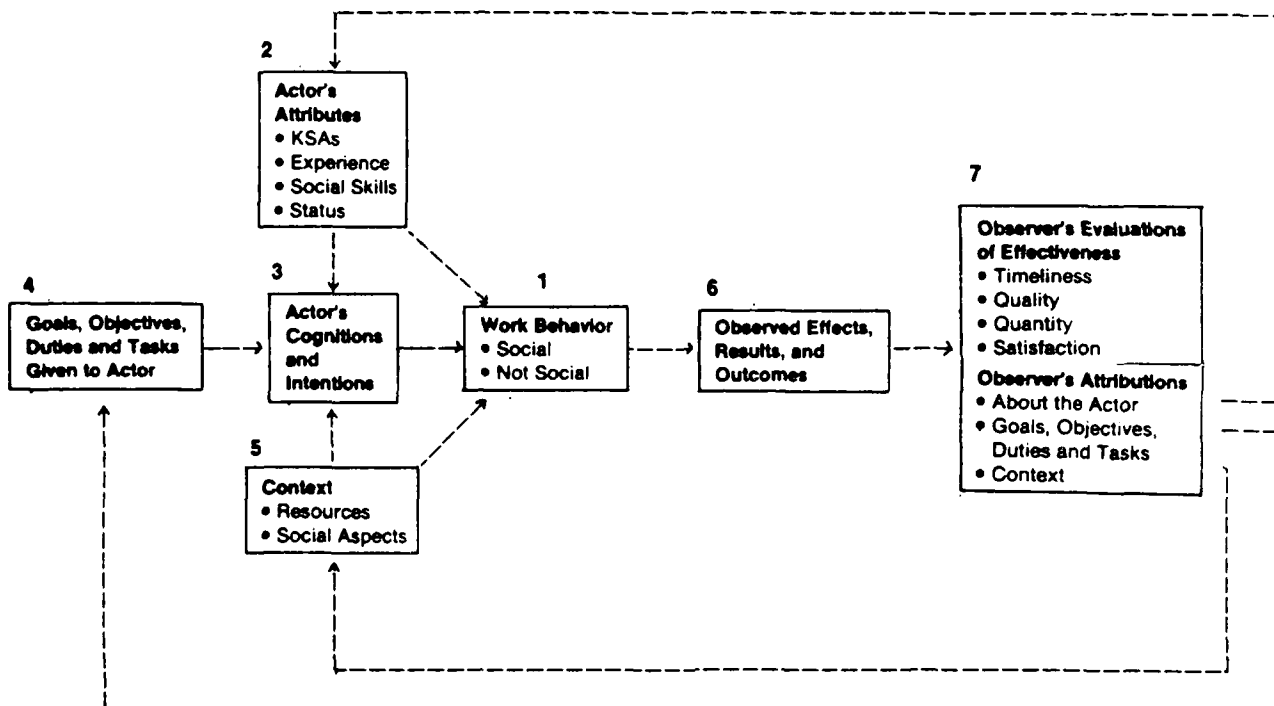 2
Actor's
Attributes
• KSAs
• Experience
• Social Skills
• Status
7
Observer's Evaluations
of Effectiveness
• Timeliness
• Quality
• Quantity
• Satisfaction
Observer's Attributions
• About the Actor
• Goals, Objectives,
Duties and Tasks
• Context
4
Goals, Objectives,
Duties and Tasks
Given to Actor
3
Actor's
Cognitions
and
Intentions
1
Work Behavior
• Social
• Not Social
6
Observed Effects,
Results, and
Outcomes
5
Context
• Resources
• Social Aspects